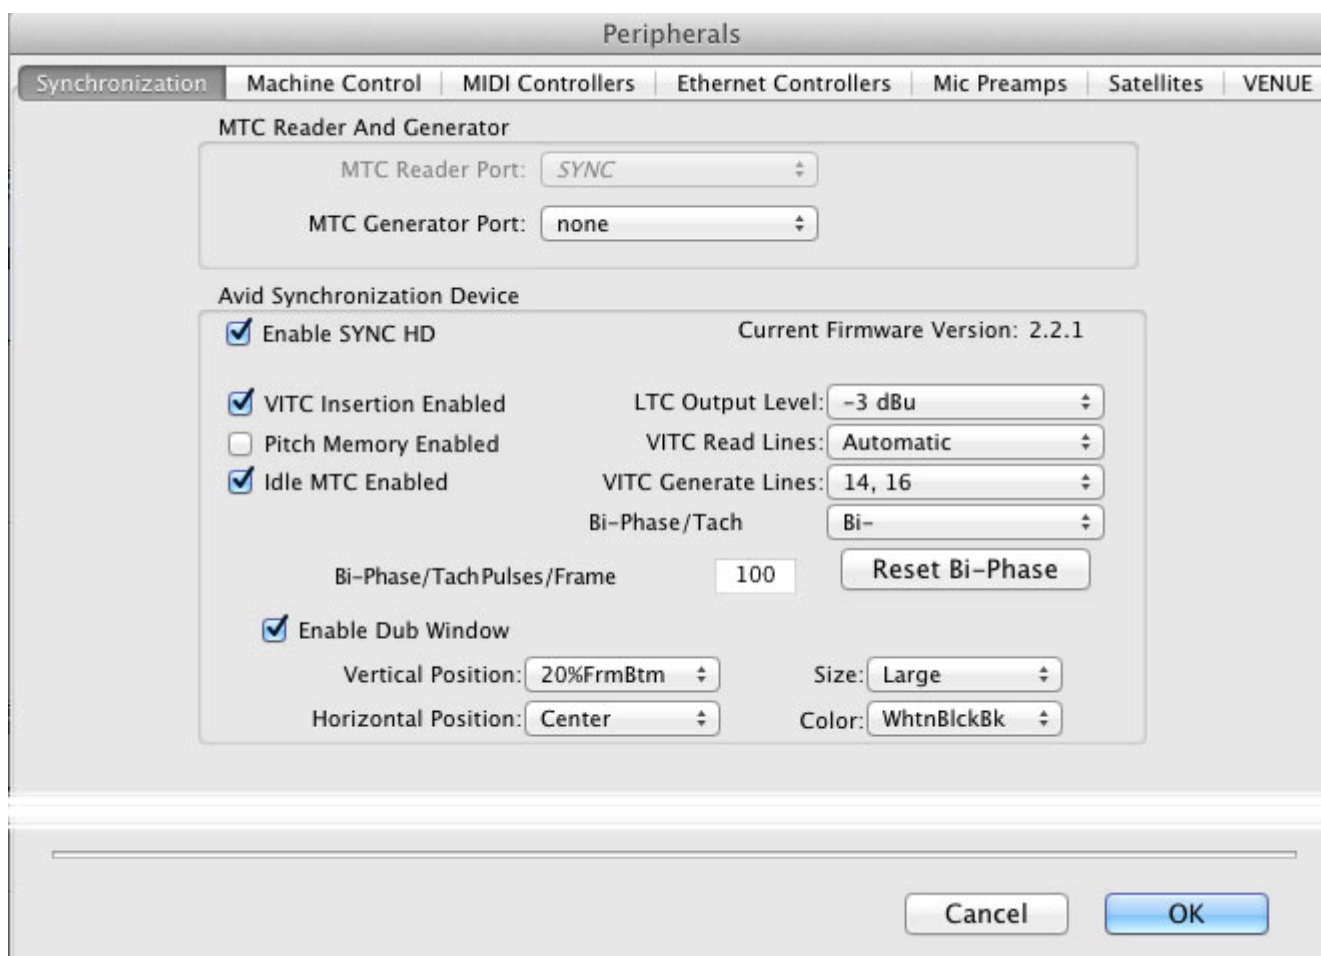 Peripherals
Synchronization Machine Control MIDI Controllers Ethernet Controllers Mic Preamps Satellites VENUE
MTC Reader And Generator
MTC Reader Port: SYNC
MTC Generator Port: none
Avid Synchronization Device
Enable SYNC HD Current Firmware Version: 2.2.1
VITC Insertion Enabled LTC Output Level: -3 dBu
Pitch Memory Enabled VITC Read Lines: Automatic
Idle MTC Enabled VITC Generate Lines: 14, 16
Bi-Phase/Tach Bi-
Bi-Phase/TachPulses/Frame 100 Reset Bi-Phase
Enable Dub Window
Vertical Position: 20%FrmBtm Size: Large
Horizontal Position: Center Color: WhtnBlckBk
Cancel OK